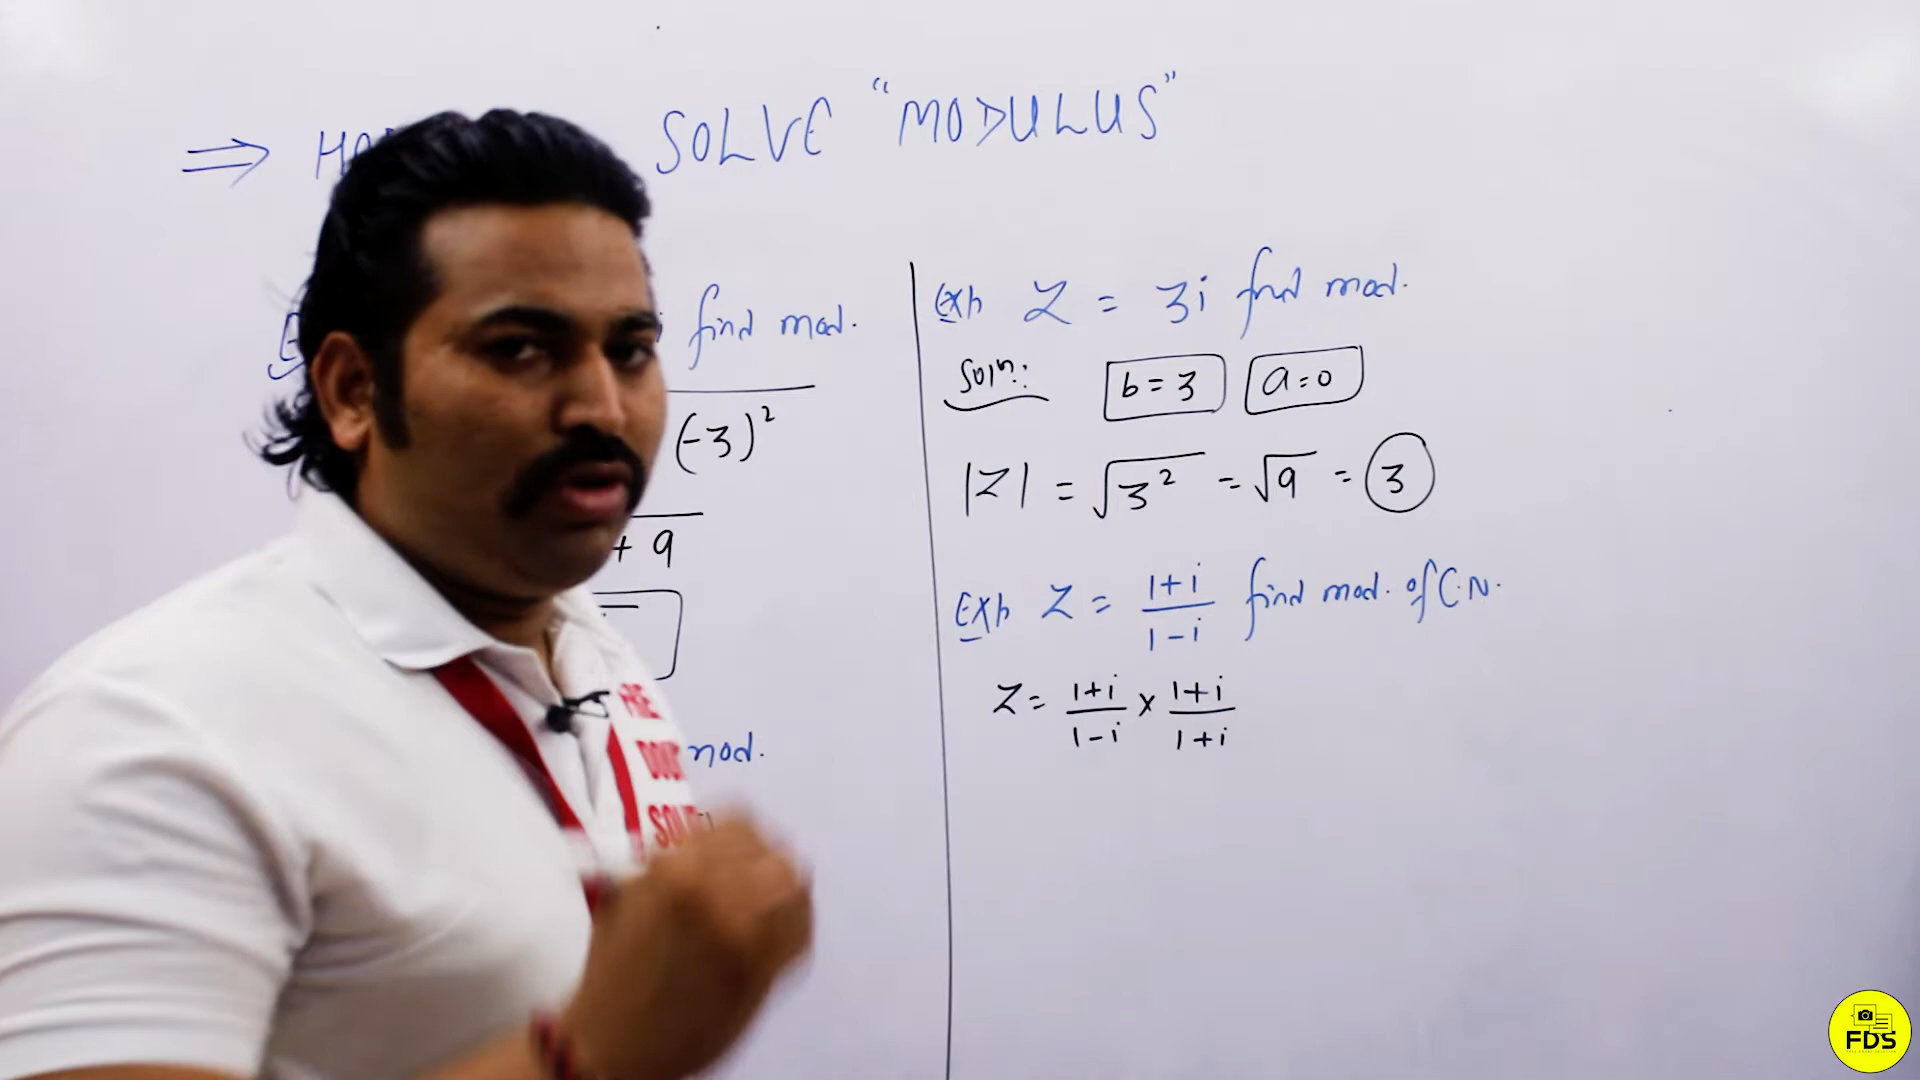 ⇒ SOLVE "MODULUS"
find mod.
(-3)²
+ 9
mod.
Exh Z = 3i find mod.
Soln:
b = 3 a = 0
|Z| = √3² = √9 = 3
Exh Z = 1+i/1-i find mod. of C.N.
Z = 1+i/1-i × 1+i/1+i
FDS